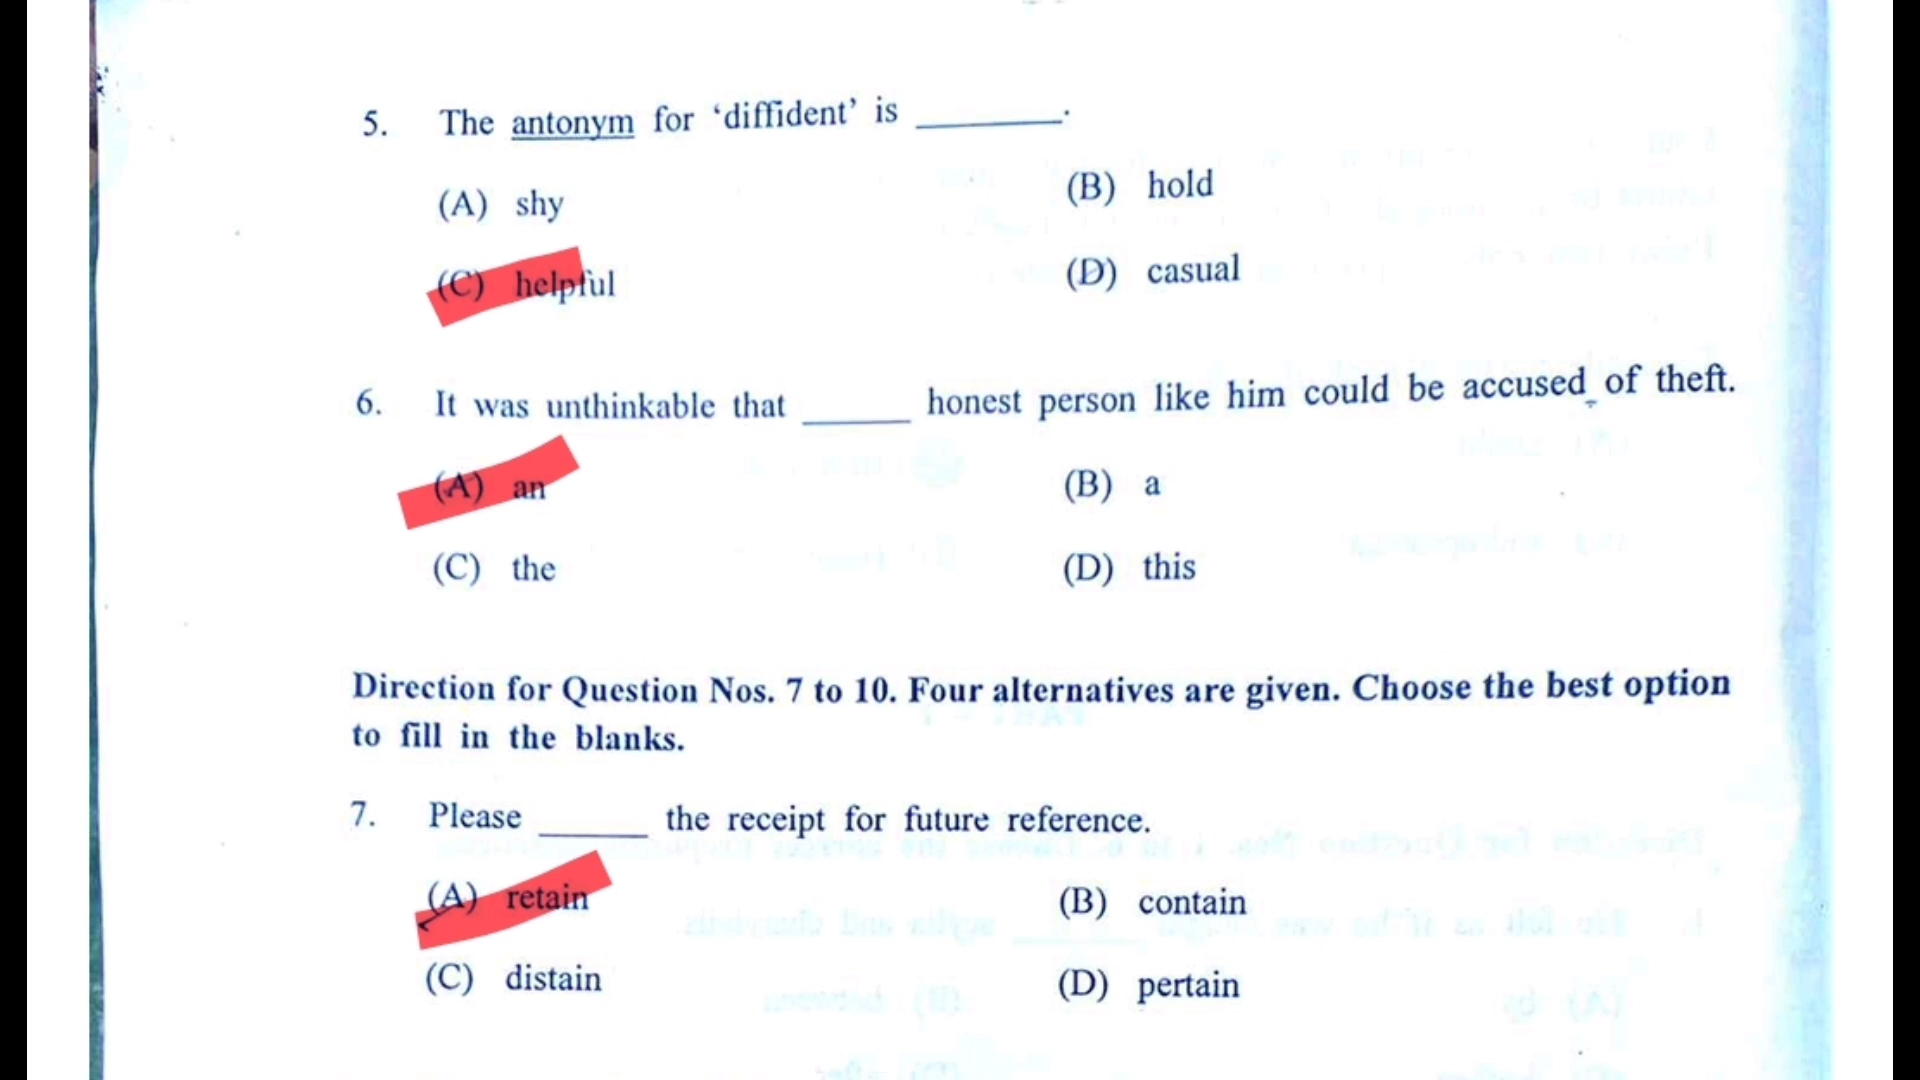 5. The antonym for ‘diffident’ is ______.
(A) shy (B) hold
(C) helpful (D) casual
6. It was unthinkable that _____ honest person like him could be accused of theft.
(A) an (B) a
(C) the (D) this
Direction for Question Nos. 7 to 10. Four alternatives are given. Choose the best option
to fill in the blanks.
7. Please _____ the receipt for future reference.
(A) retain (B) contain
(C) distain (D) pertain